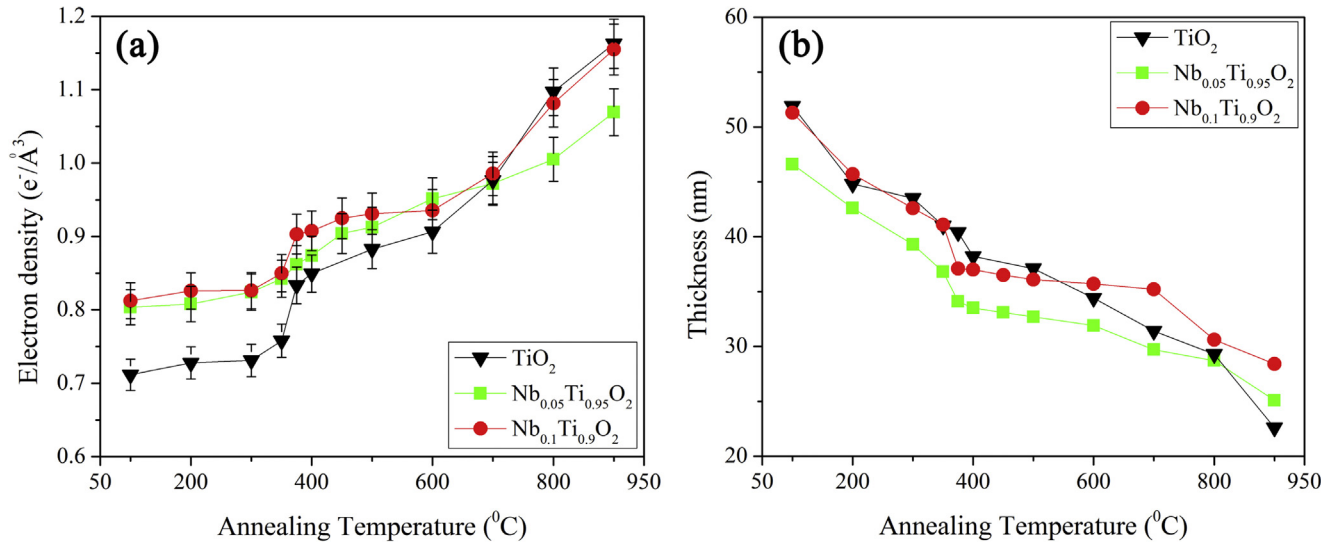 (a)
1.2
1.1
1.0
0.9
0.8
0.7
0.6
Electron density (e⁻/Å³)
50 200 400 600 800 950
Annealing Temperature (⁰C)
TiO₂
Nb₀.₀₅Ti₀.₉₅O₂
Nb₀.₁Ti₀.₉O₂
(b)
60
50
40
30
20
Thickness (nm)
50 200 400 600 800 950
Annealing Temperature (⁰C)
TiO₂
Nb₀.₀₅Ti₀.₉₅O₂
Nb₀.₁Ti₀.₉O₂